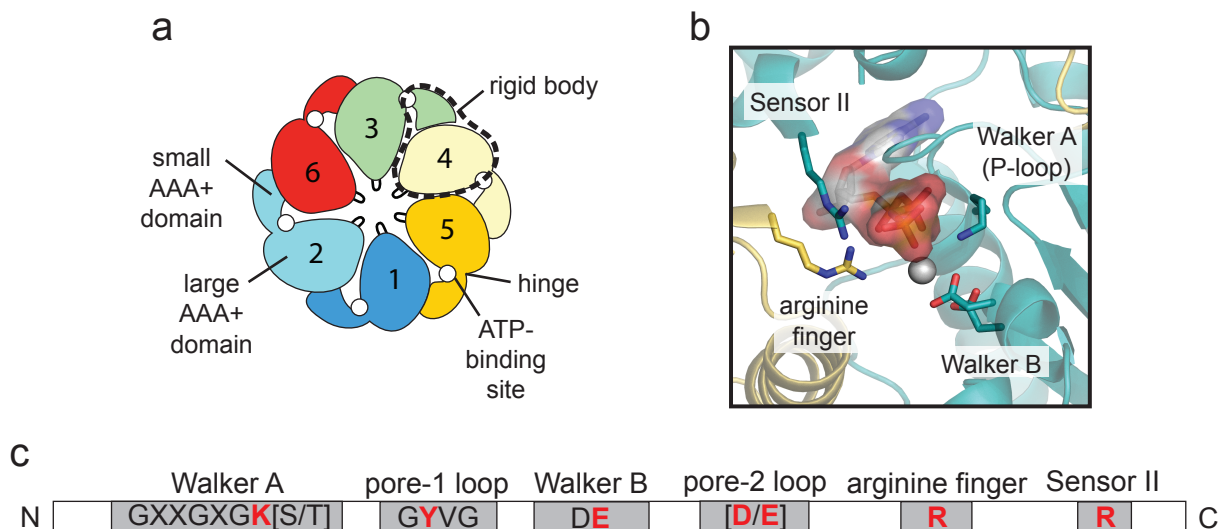 a
rigid body
3
4
6
small
AAA+
domain
5
2
1
hinge
large
AAA+
domain
ATP-
binding
site
b
Sensor II
Walker A
(P-loop)
arginine
finger
Walker B
c
Walker A
pore-1 loop
Walker B
pore-2 loop
arginine finger
Sensor II
N
GXXGXGK[S/T]
GYVG
DE
[D/E]
R
R
C